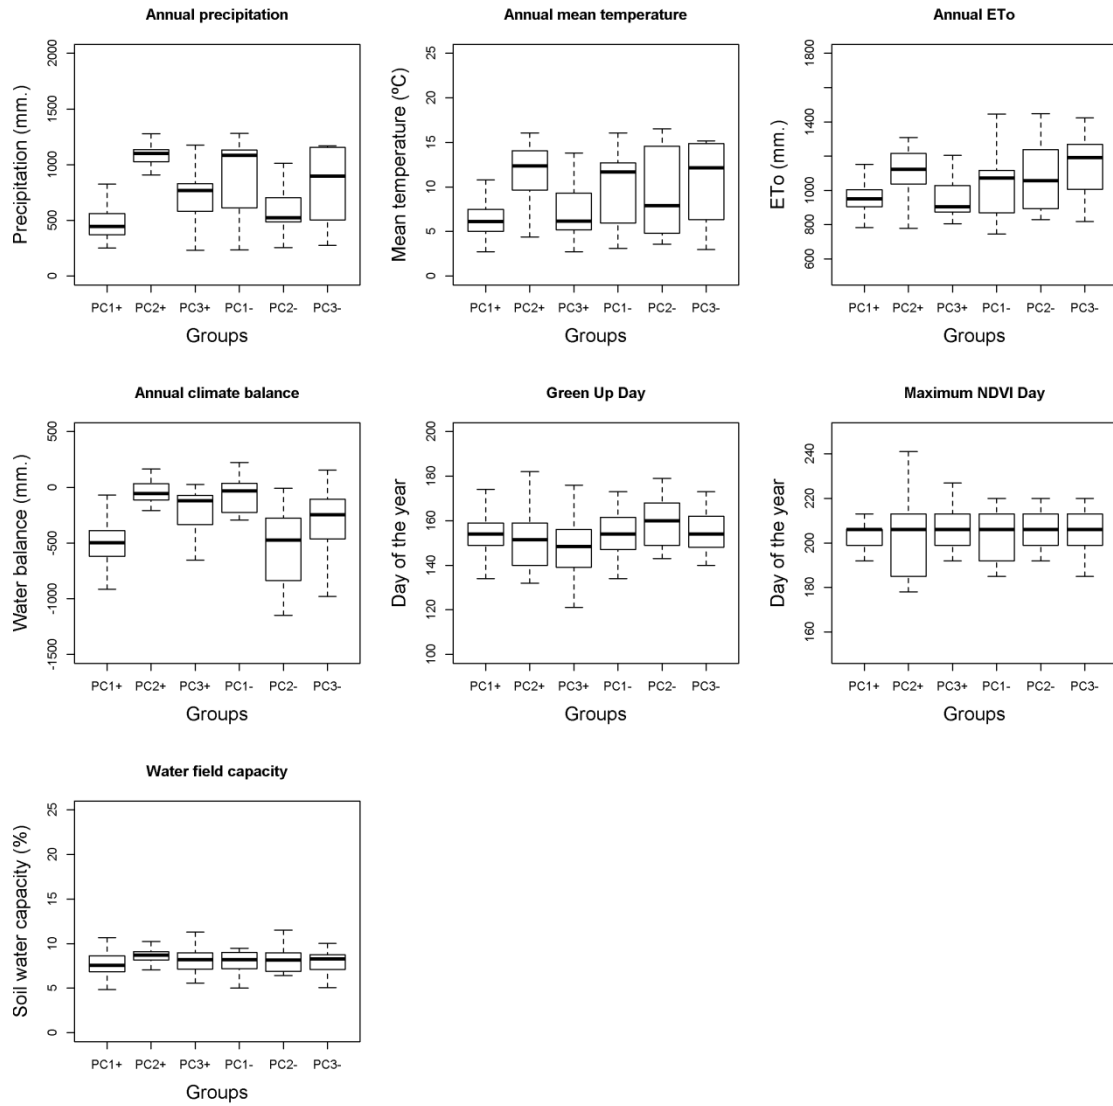 Annual precipitation
Precipitation (mm.)
2000
1500
1000
500
0
PC1+ PC2+ PC3+ PC1- PC2- PC3-
Groups
Annual mean temperature
Mean temperature (ºC)
25
20
15
10
5
0
PC1+ PC2+ PC3+ PC1- PC2- PC3-
Groups
Annual ETo
ETo (mm.)
1800
1400
1000
800
600
PC1+ PC2+ PC3+ PC1- PC2- PC3-
Groups
Annual climate balance
Water balance (mm.)
500
0
-500
-1000
-1500
PC1+ PC2+ PC3+ PC1- PC2- PC3-
Groups
Green Up Day
Day of the year
200
180
160
140
120
100
PC1+ PC2+ PC3+ PC1- PC2- PC3-
Groups
Maximum NDVI Day
Day of the year
240
220
200
180
160
PC1+ PC2+ PC3+ PC1- PC2- PC3-
Groups
Water field capacity
Soil water capacity (%)
25
20
15
10
5
0
PC1+ PC2+ PC3+ PC1- PC2- PC3-
Groups